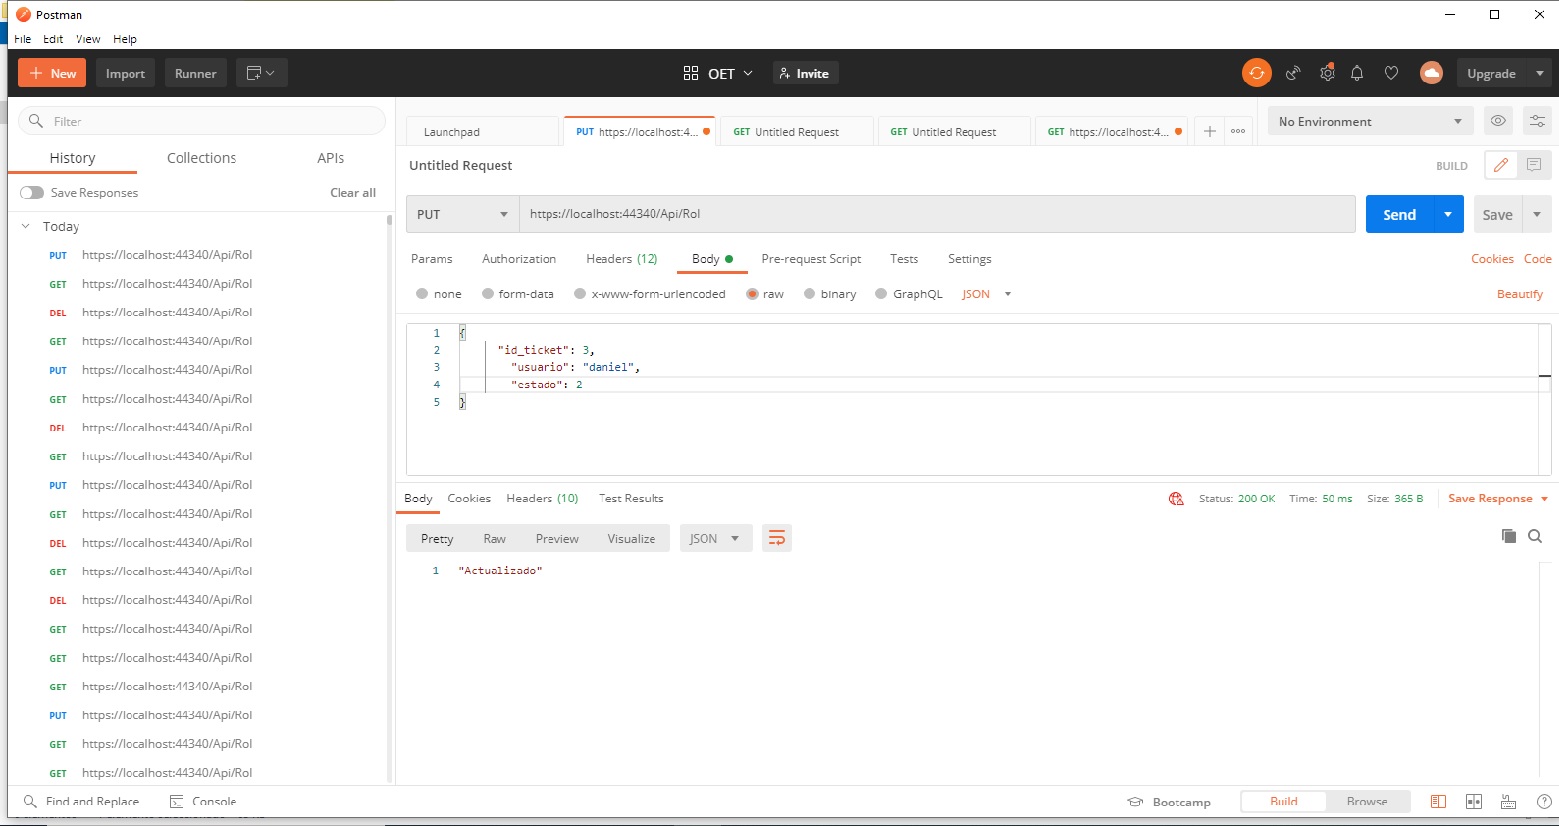 Postman
File Edit View Help
+ New Import Runner OET Invite Upgrade
Filter
History Collections APIs
Save Responses Clear all
Today
PUT https://localhost:44340/Api/Rol
GET https://localhost:44340/Api/Rol
DEL https://localhost:44340/Api/Rol
GET https://localhost:44340/Api/Rol
PUT https://localhost:44340/Api/Rol
GET https://localhost:44340/Api/Rol
DEL https://localhost:44340/Api/Rol
GET https://localhost:44340/Api/Rol
PUT https://localhost:44340/Api/Rol
GET https://localhost:44340/Api/Rol
DEL https://localhost:44340/Api/Rol
GET https://localhost:44340/Api/Rol
DEL https://localhost:44340/Api/Rol
GET https://localhost:44340/Api/Rol
GET https://localhost:44340/Api/Rol
GET https://localhost:44340/Api/Rol
PUT https://localhost:44340/Api/Rol
GET https://localhost:44340/Api/Rol
GET https://localhost:44340/Api/Rol
Launchpad PUT https://localhost:4... GET Untitled Request GET Untitled Request GET https://localhost:4... + ooo No Environment
Untitled Request BUILD
PUT https://localhost:44340/Api/Rol Send Save
Params Authorization Headers (12) Body Pre-request Script Tests Settings Cookies Code
none form-data x-www-form-urlencoded raw binary GraphQL JSON Beautify
1 {
2 "id_ticket": 3,
3 "usuario": "daniel",
4 "estado": 2
5 }
Body Cookies Headers (10) Test Results Status: 200 OK Time: 50 ms Size: 365 B Save Response
Pretty Raw Preview Visualize JSON
1 "Actualizado"
Find and Replace Console Bootcamp Build Browse